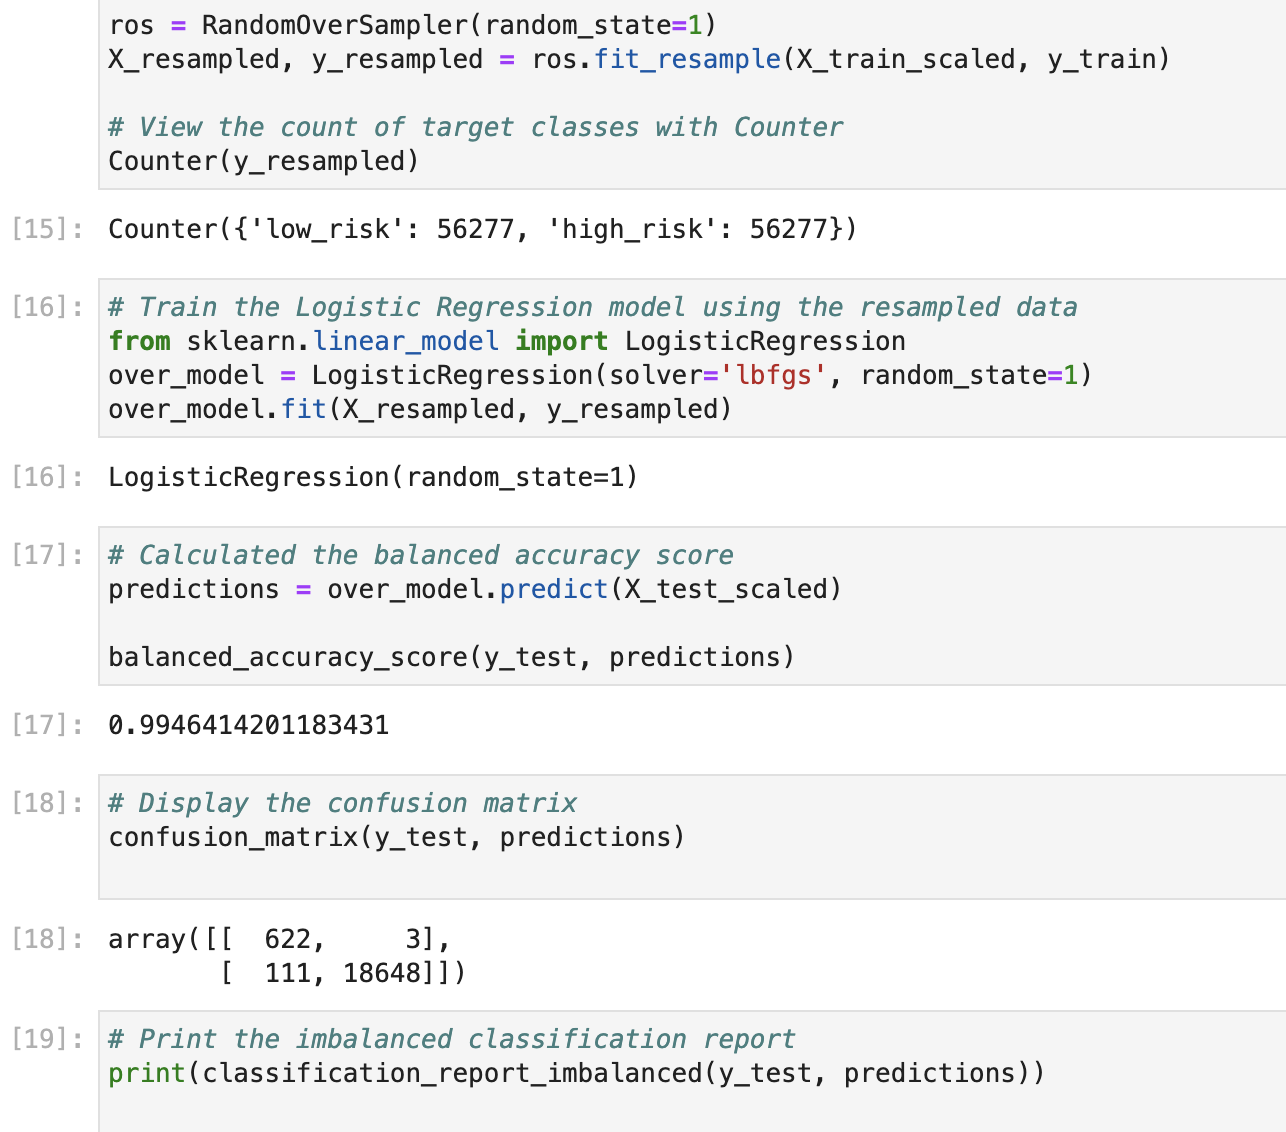 ros = RandomOverSampler(random_state=1)
X_resampled, y_resampled = ros.fit_resample(X_train_scaled, y_train)
# View the count of target classes with Counter
Counter(y_resampled)
[15]: Counter({'low_risk': 56277, 'high_risk': 56277})
[16]: # Train the Logistic Regression model using the resampled data
from sklearn.linear_model import LogisticRegression
over_model = LogisticRegression(solver='lbfgs', random_state=1)
over_model.fit(X_resampled, y_resampled)
[16]: LogisticRegression(random_state=1)
[17]: # Calculated the balanced accuracy score
predictions = over_model.predict(X_test_scaled)
balanced_accuracy_score(y_test, predictions)
[17]: 0.9946414201183431
[18]: # Display the confusion matrix
confusion_matrix(y_test, predictions)
[18]: array([[  622,     3],
       [  111, 18648]])
[19]: # Print the imbalanced classification report
print(classification_report_imbalanced(y_test, predictions))